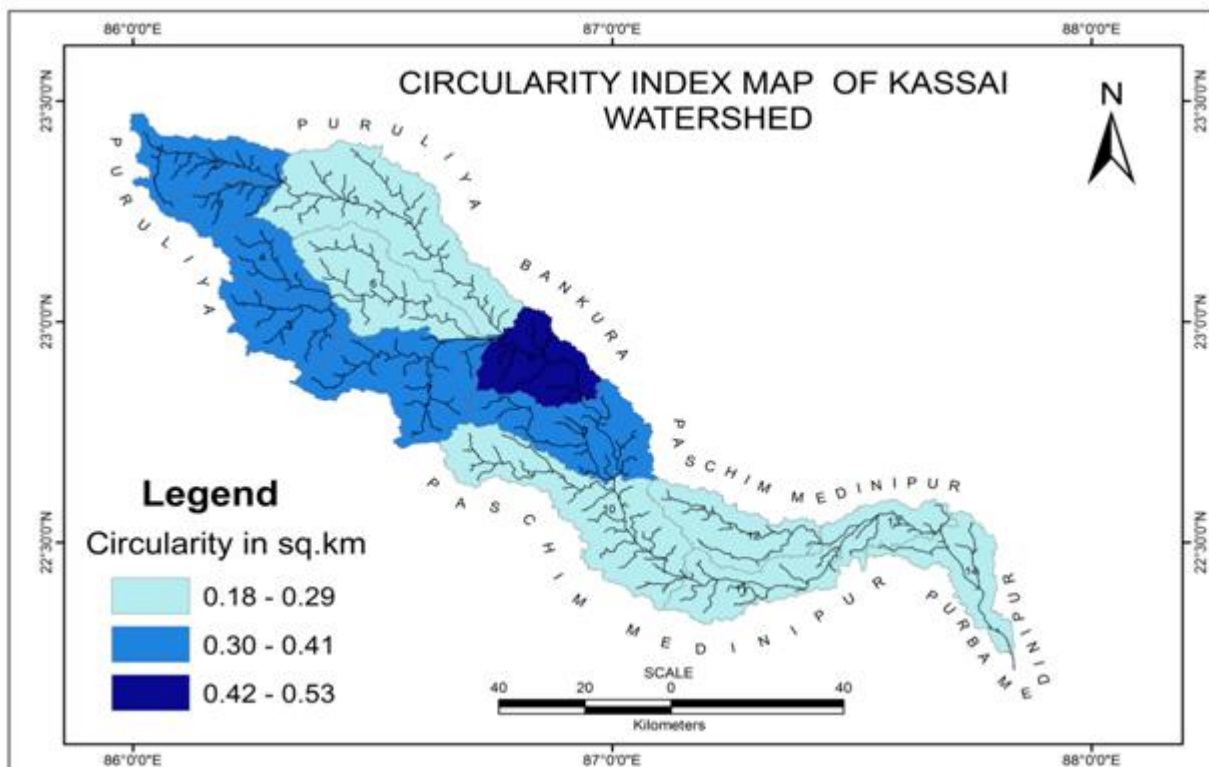 86°0'0"E 87°0'0"E 88°0'0"E
CIRCULARITY INDEX MAP OF KASSAI
WATERSHED
N
23°30'0"N
23°30'0"N
PURULIYA
PURULIYA
BANKURA
23°0'0"N
23°0'0"N
4
6
PASCHIM MEDINIPUR
PASCHIM MEDINIPUR
PURBA MEDINIPUR
10
22°30'0"N
22°30'0"N
Legend
Circularity in sq.km
0.18 - 0.29
0.30 - 0.41
0.42 - 0.53
SCALE
40 20 0 40
Kilometers
86°0'0"E 87°0'0"E 88°0'0"E